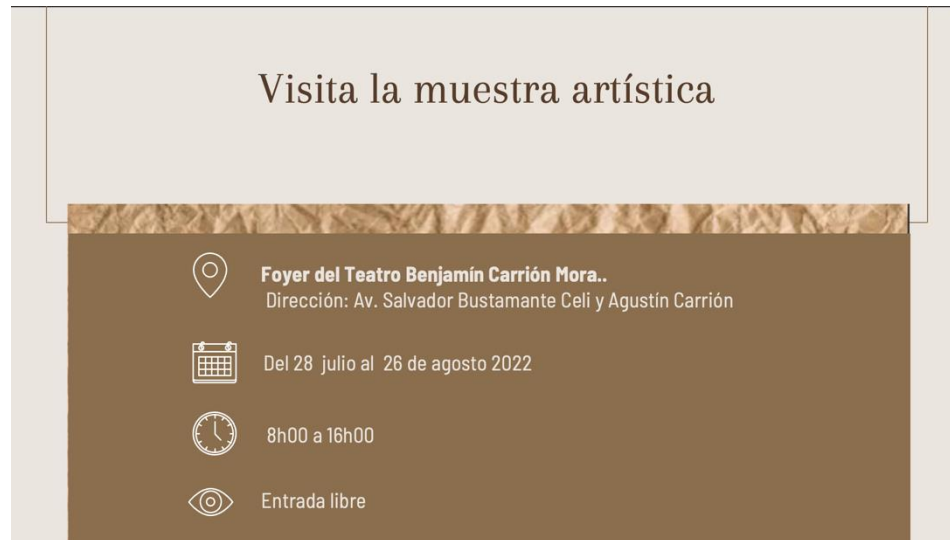 Visita la muestra artística
Foyer del Teatro Benjamín Carrión Mora..
Dirección: Av. Salvador Bustamante Celi y Agustín Carrión
Del 28 julio al 26 de agosto 2022
8h00 a 16h00
Entrada libre